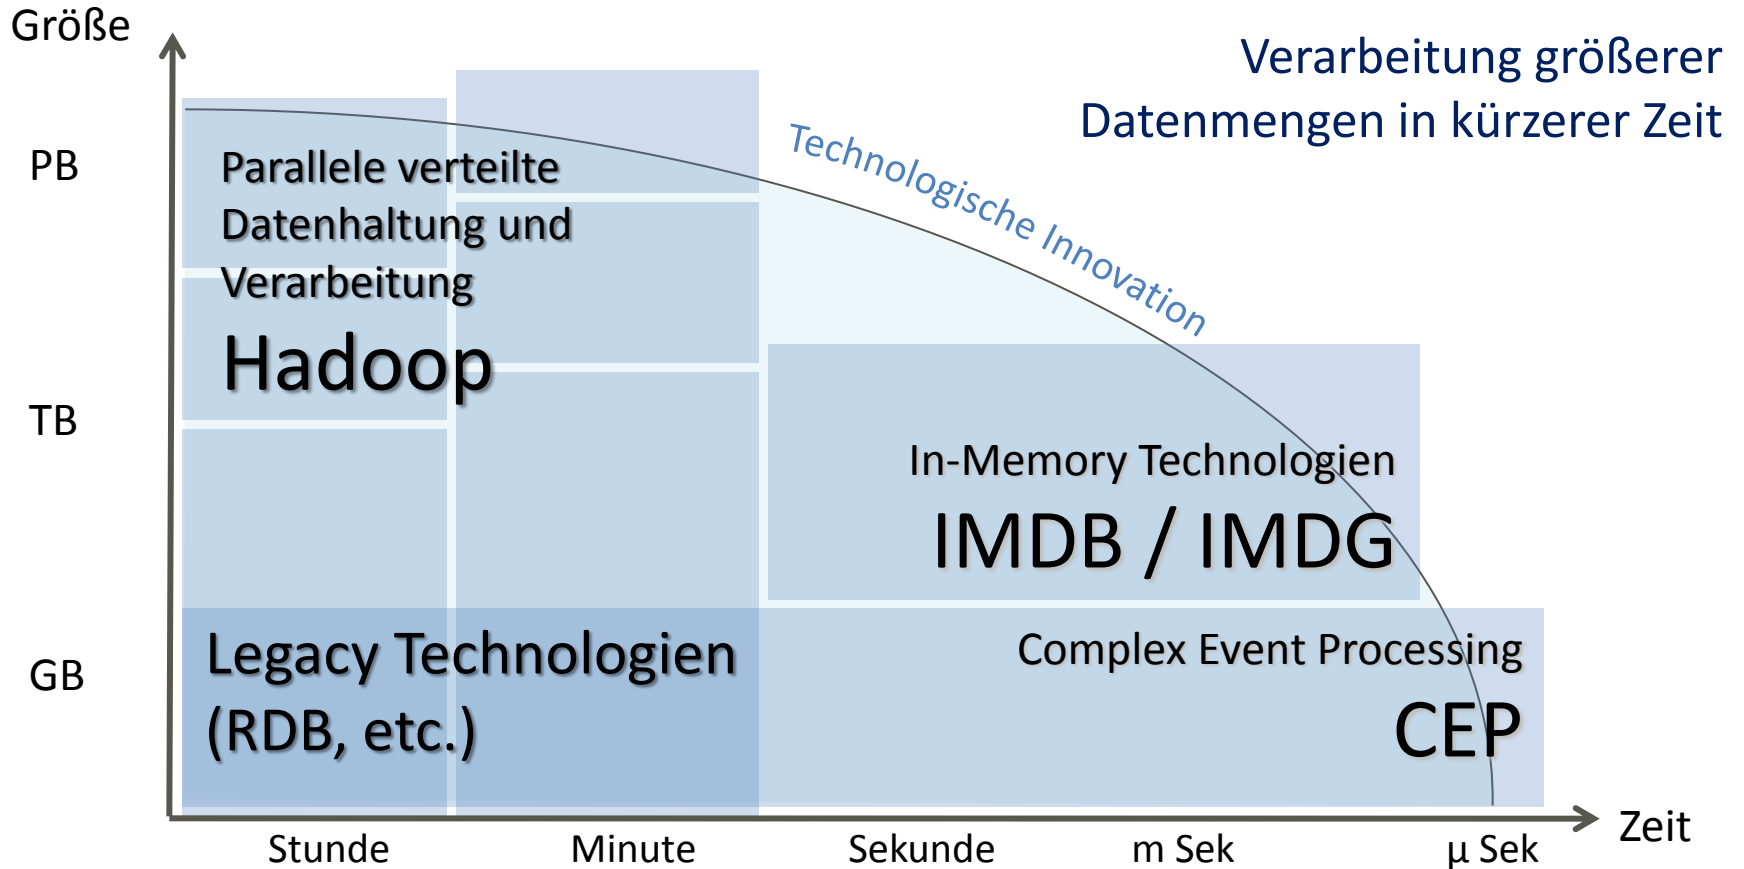 Größe
Verarbeitung größerer
Datenmengen in kürzerer Zeit
Technologische Innovation
PB
Parallele verteilte
Datenhaltung und
Verarbeitung
Hadoop
TB
In-Memory Technologien
IMDB / IMDG
GB
Legacy Technologien
(RDB, etc.)
Complex Event Processing
CEP
Zeit
Stunde
Minute
Sekunde
m Sek
µ Sek